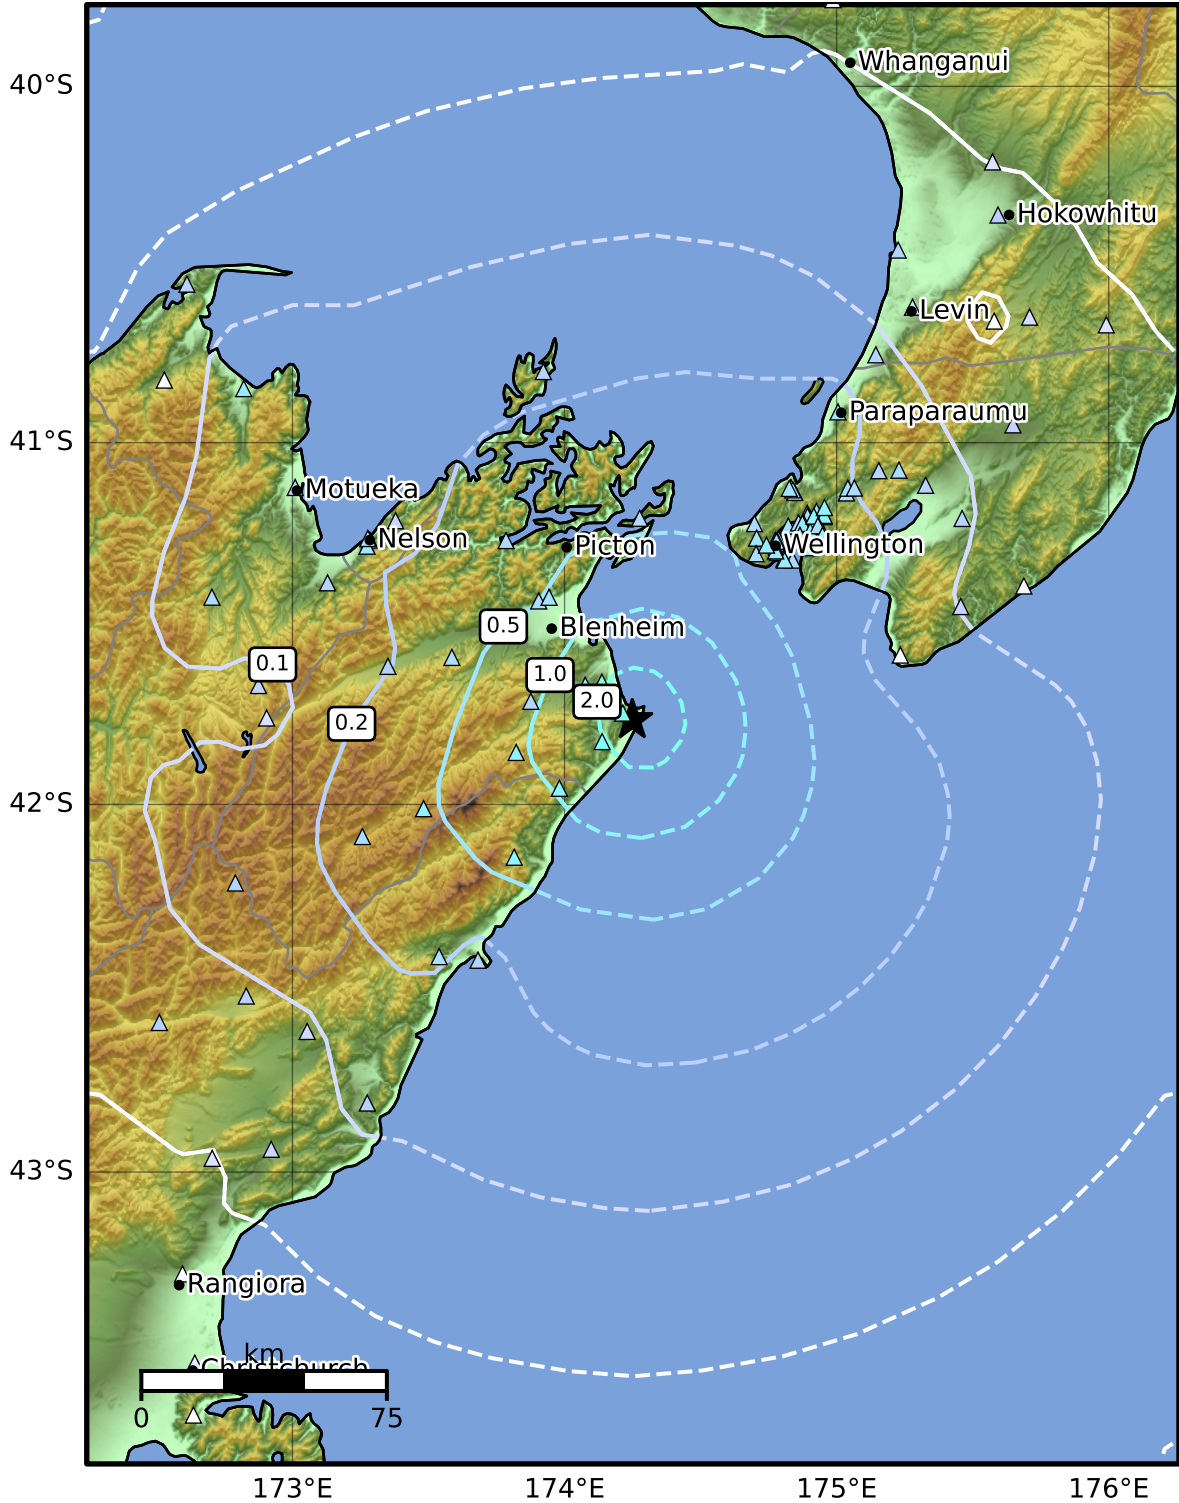 Whanganui
40°S
Hokowhitu
Levin
Paraparaumu
41°S
Motueka
Nelson
Picton
Wellington
0.5
Blenheim
0.1
1.0
2.0
0.2
42°S
43°S
Rangiora
km
Christchurch
0
75
173°E
174°E
175°E
176°E